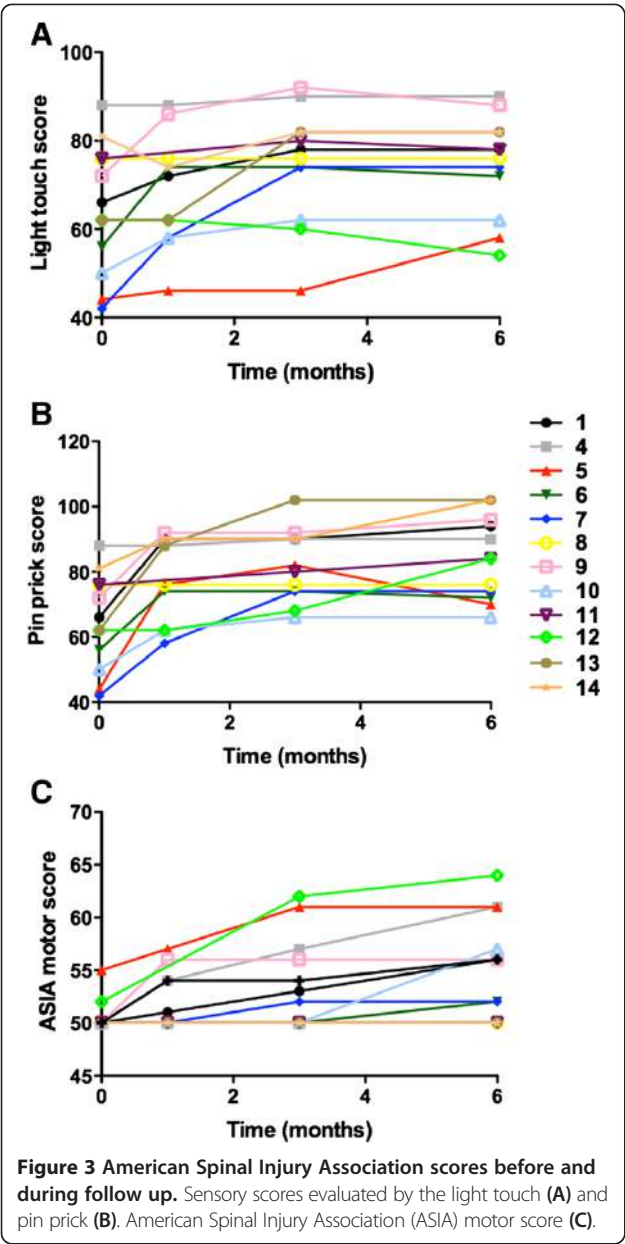 A
100
80
60
40
Light touch score
0 2 4 6
Time (months)
B
120
100
80
60
40
Pin prick score
0 2 4 6
Time (months)
1
4
5
6
7
8
9
10
11
12
13
14
C
70
65
60
55
50
45
ASIA motor score
0 2 4 6
Time (months)
Figure 3 American Spinal Injury Association scores before and
during follow up. Sensory scores evaluated by the light touch (A) and
pin prick (B). American Spinal Injury Association (ASIA) motor score (C).